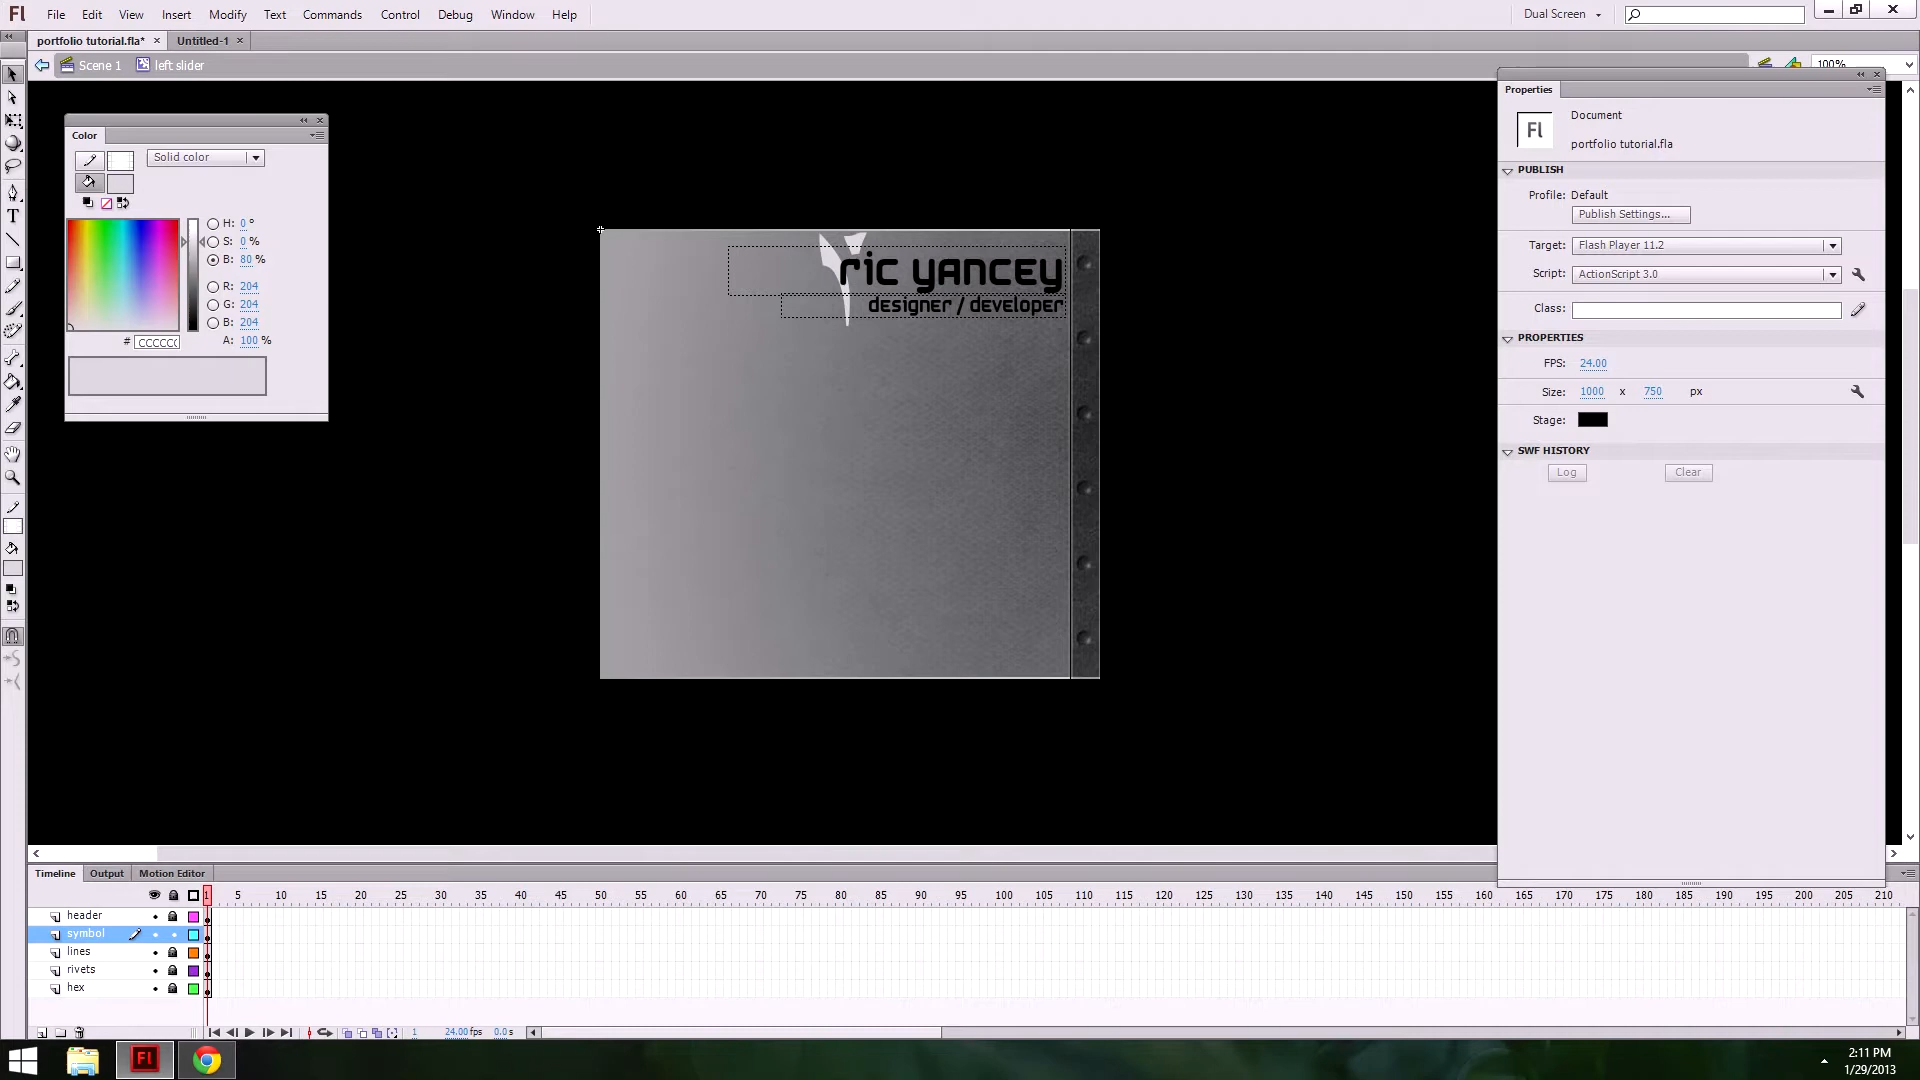 Fl File Edit View Insert Modify Text Commands Control Debug Window Help Dual Screen
portfolio tutorial.fla* × Untitled-1 ×
Scene 1 left slider 100%
Color
Solid color
H: 0 °
S: 0 %
B: 80 %
R: 204
G: 204
B: 204
# CCCCC
A: 100 %
ric yancey
designer / developer
Properties
Fl Document
portfolio tutorial.fla
PUBLISH
Profile: Default
Publish Settings...
Target: Flash Player 11.2
Script: ActionScript 3.0
Class:
PROPERTIES
FPS: 24.00
Size: 1000 x 750 px
Stage:
SWF HISTORY
Log Clear
Timeline Output Motion Editor
1 5 10 15 20 25 30 35 40 45 50 55 60 65 70 75 80 85 90 95 100 105 110 115 120 125 130 135 140 145 150 155 160 165 170 175 180 185 190 195 200 205 210
header
symbol
lines
rivets
hex
1 24.00 fps 0.0 s
Fl
2:11 PM
1/29/2013